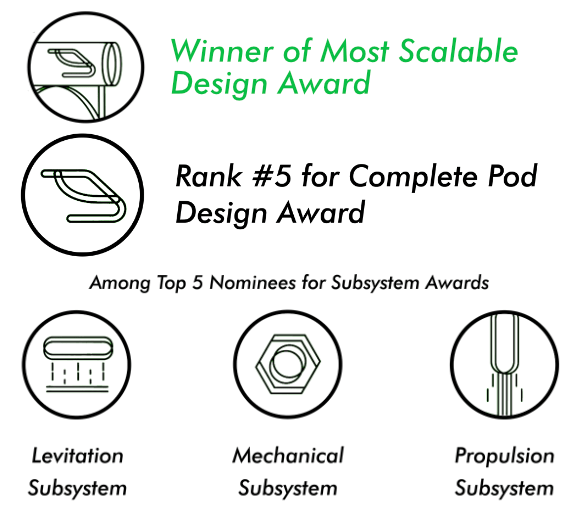 Winner of Most Scalable
Design Award
Rank #5 for Complete Pod
Design Award
Among Top 5 Nominees for Subsystem Awards
Levitation
Subsystem
Mechanical
Subsystem
Propulsion
Subsystem